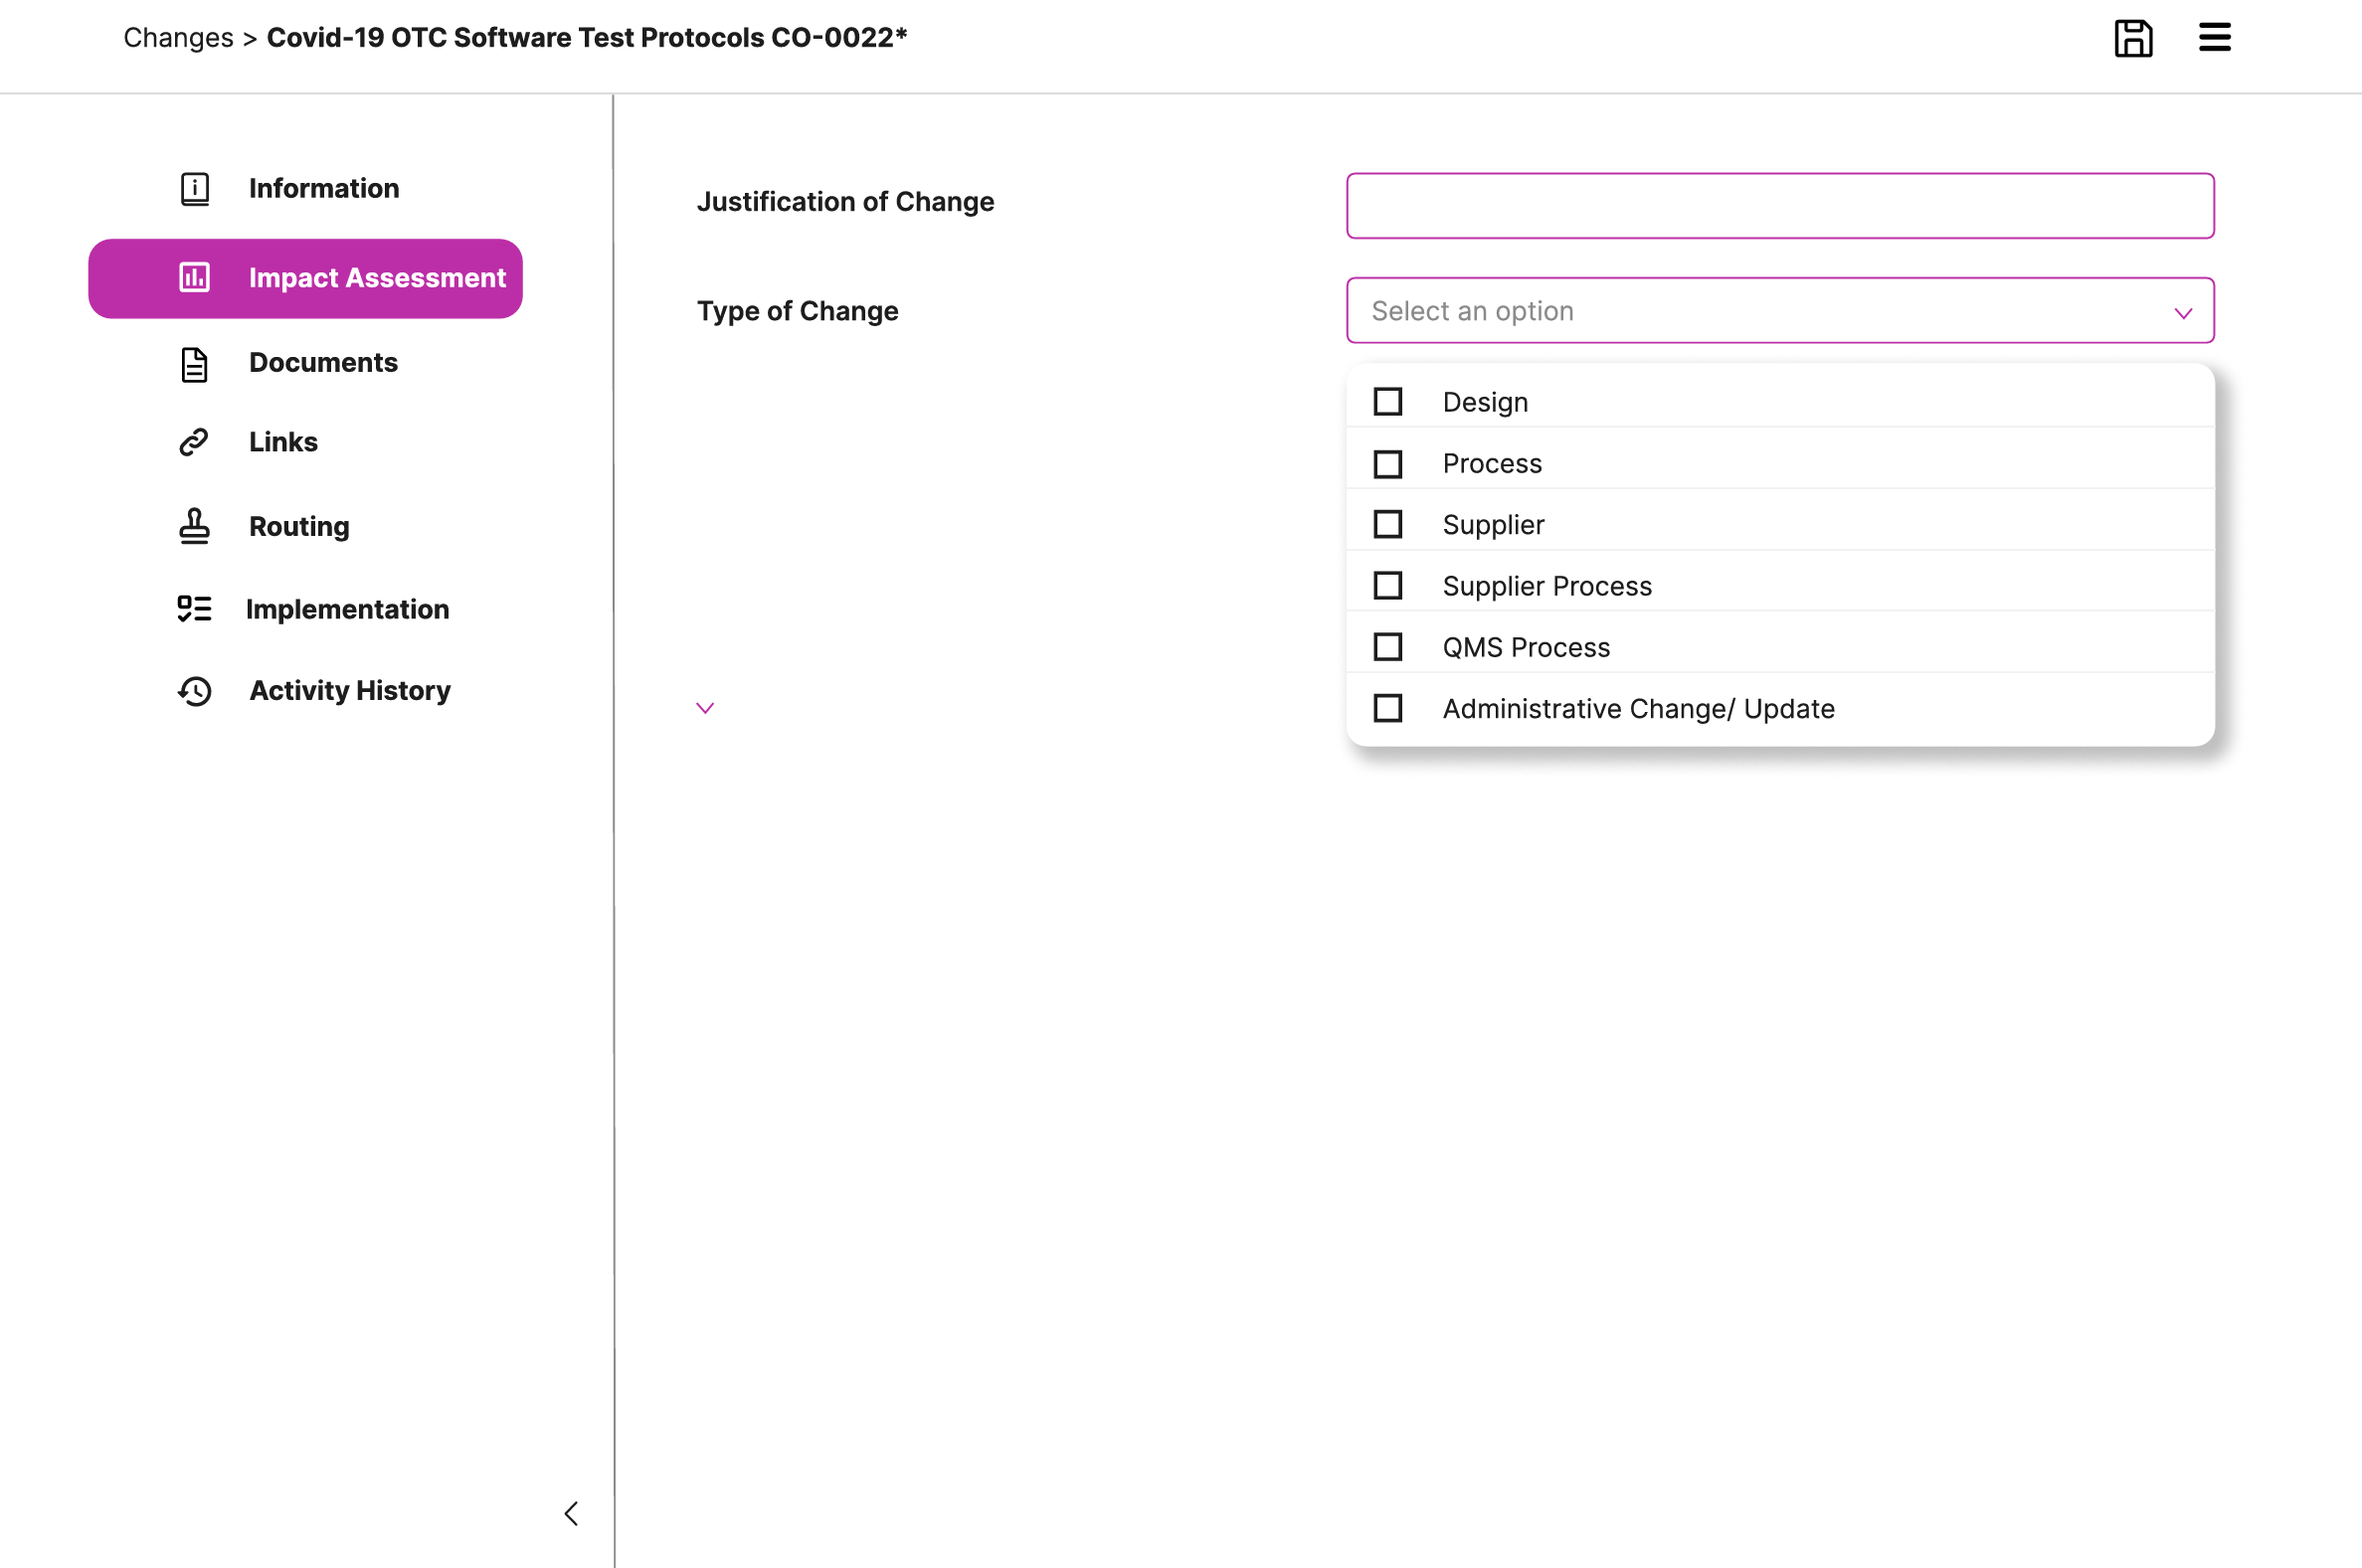 Changes > Covid-19 OTC Software Test Protocols CO-0022*
Information
Impact Assessment
Documents
Links
Routing
Implementation
Activity History
Justification of Change
Type of Change
Select an option
Design
Process
Supplier
Supplier Process
QMS Process
Administrative Change/ Update